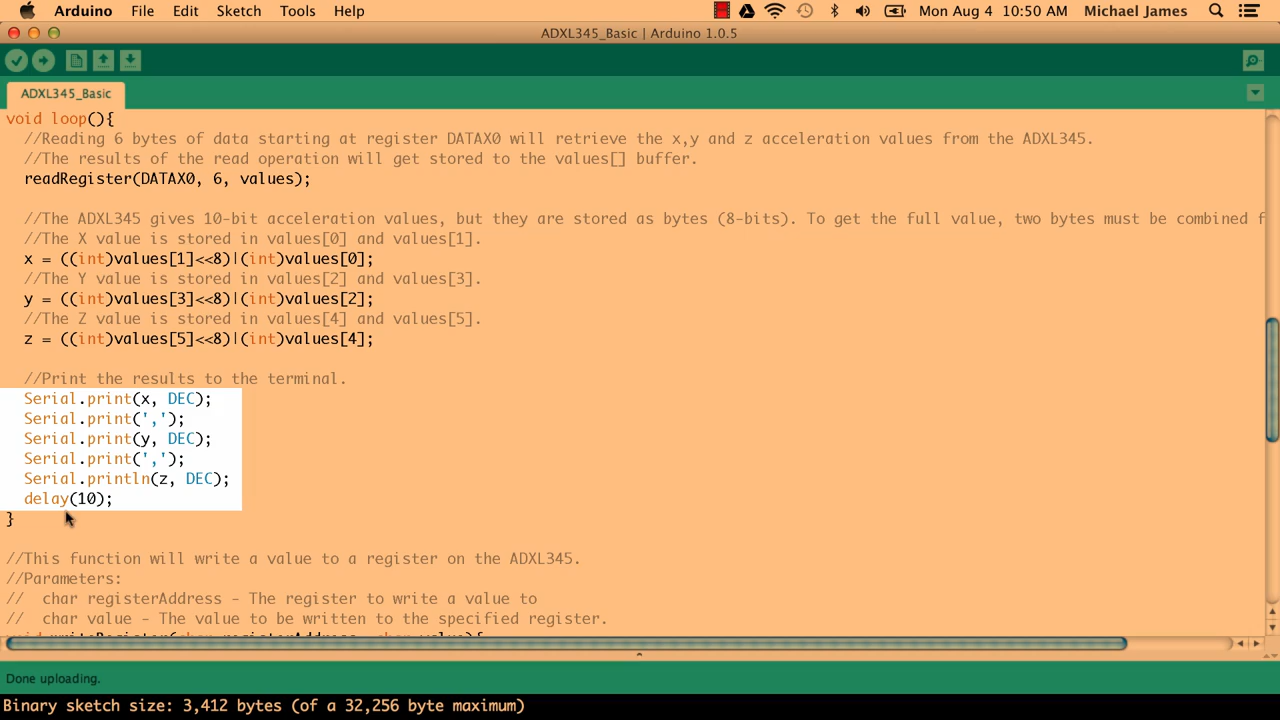 Arduino File Edit Sketch Tools Help Mon Aug 4 10:50 AM Michael James
ADXL345_Basic | Arduino 1.0.5
ADXL345_Basic
void loop(){
//Reading 6 bytes of data starting at register DATAX0 will retrieve the x,y and z acceleration values from the ADXL345.
//The results of the read operation will get stored to the values[] buffer.
readRegister(DATAX0, 6, values);
//The ADXL345 gives 10-bit acceleration values, but they are stored as bytes (8-bits). To get the full value, two bytes must be combined f
//The X value is stored in values[0] and values[1].
x = ((int)values[1]<<8)|(int)values[0];
//The Y value is stored in values[2] and values[3].
y = ((int)values[3]<<8)|(int)values[2];
//The Z value is stored in values[4] and values[5].
z = ((int)values[5]<<8)|(int)values[4];
//Print the results to the terminal.
Serial.print(x, DEC);
Serial.print(',');
Serial.print(y, DEC);
Serial.print(',');
Serial.println(z, DEC);
delay(10);
}
//This function will write a value to a register on the ADXL345.
//Parameters:
// char registerAddress - The register to write a value to
// char value - The value to be written to the specified register.
void writeRegister(char registerAddress, char value){
Done uploading.
Binary sketch size: 3,412 bytes (of a 32,256 byte maximum)